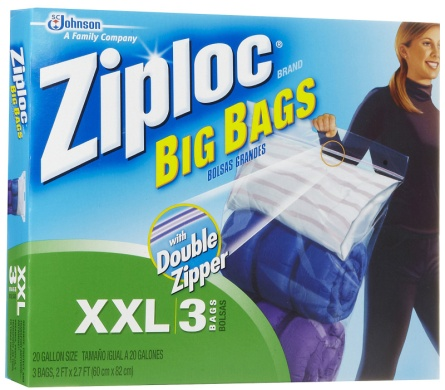 SC Johnson
A Family Company
Ziploc®
BRAND
BIG BAGS
BOLSAS GRANDES
with
Double
Zipper
XXL 3 BAGS BOLSAS
20 GALLON SIZE TAMAÑO IGUAL A 20 GALONES
3 BAGS, 2 FT x 2.7 FT (60 cm x 82 cm)
Ziploc
BIG BAGS
XXL
3